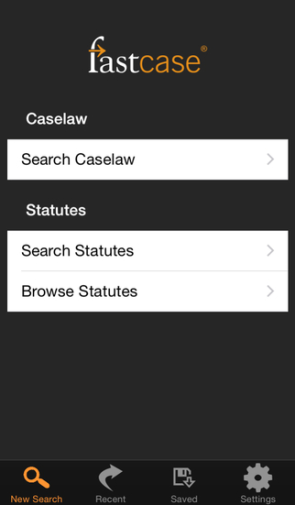 fastcase®
Caselaw
Search Caselaw
Statutes
Search Statutes
Browse Statutes
New Search Recent Saved Settings